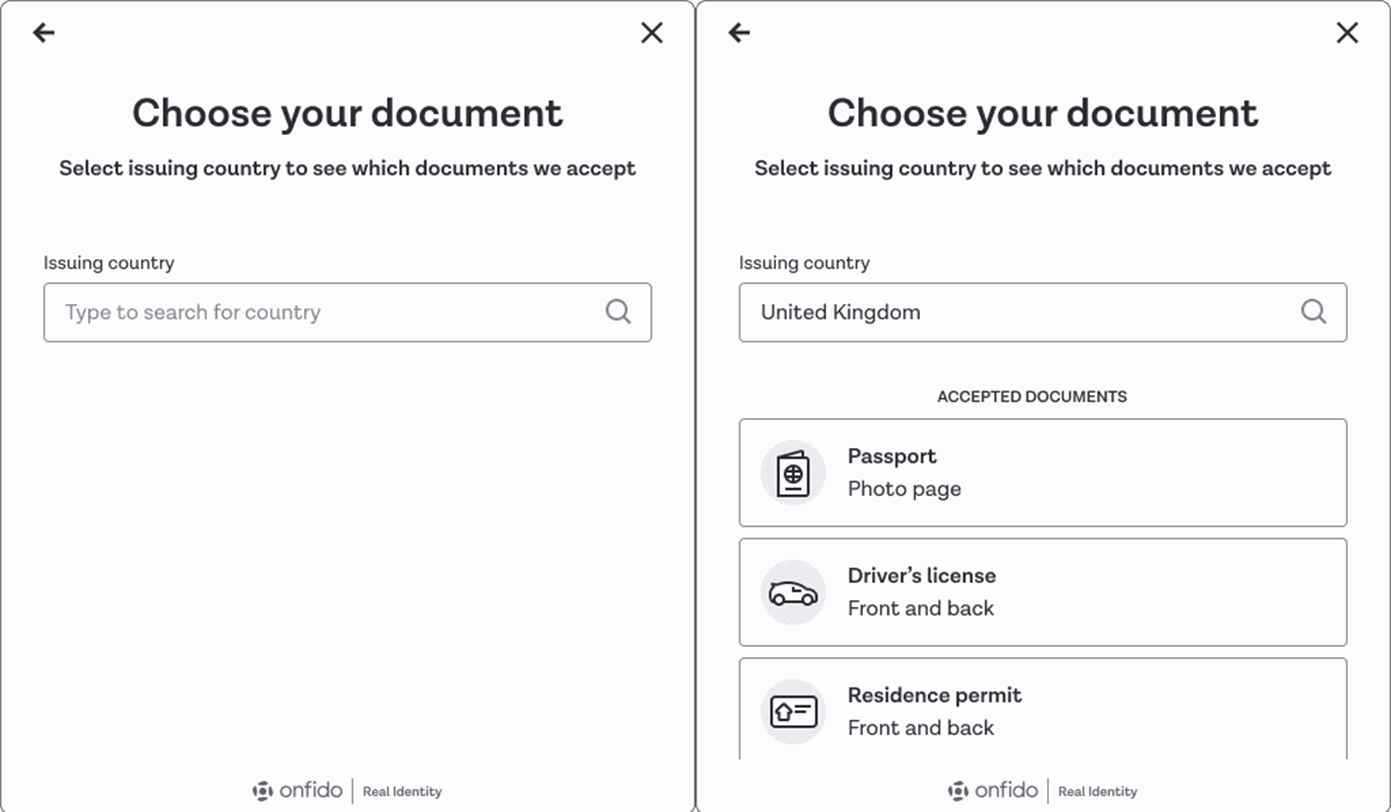 Choose your document
Select issuing country to see which documents we accept
Issuing country
Type to search for country
onfido | Real Identity
Choose your document
Select issuing country to see which documents we accept
Issuing country
United Kingdom
ACCEPTED DOCUMENTS
Passport
Photo page
Driver’s license
Front and back
Residence permit
Front and back
onfido | Real Identity